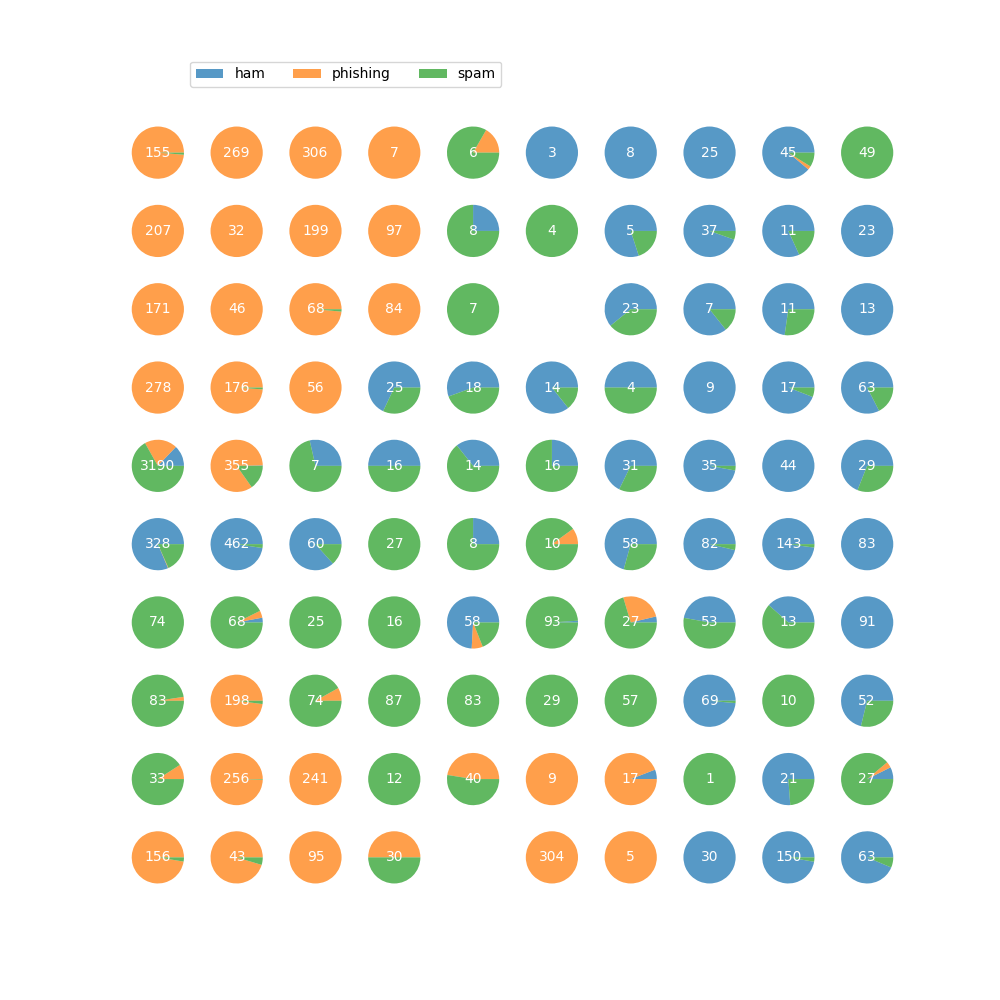 ham phishing spam
155 269 306 7 6 3 8 25 45 49
207 32 199 97 8 4 5 37 11 23
171 46 68 84 7 23 7 11 13
278 176 56 25 18 14 4 9 17 63
3190 355 7 16 14 16 31 35 44 29
328 462 60 27 8 10 58 82 143 83
74 68 25 16 58 93 27 53 13 91
83 198 74 87 83 29 57 69 10 52
33 256 241 12 40 9 17 1 21 27
156 43 95 30 304 5 30 150 63